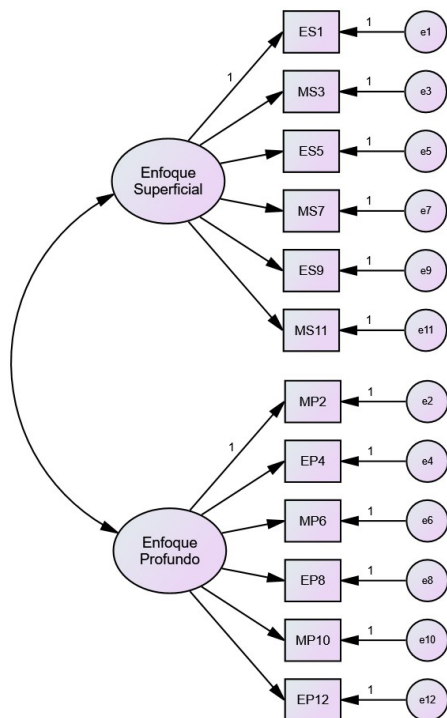 ES1
1
e1
1
MS3
1
e3
ES5
1
e5
Enfoque
Superficial
MS7
1
e7
ES9
1
e9
MS11
1
e11
MP2
1
e2
1
EP4
1
e4
MP6
1
e6
Enfoque
Profundo
EP8
1
e8
MP10
1
e10
EP12
1
e12